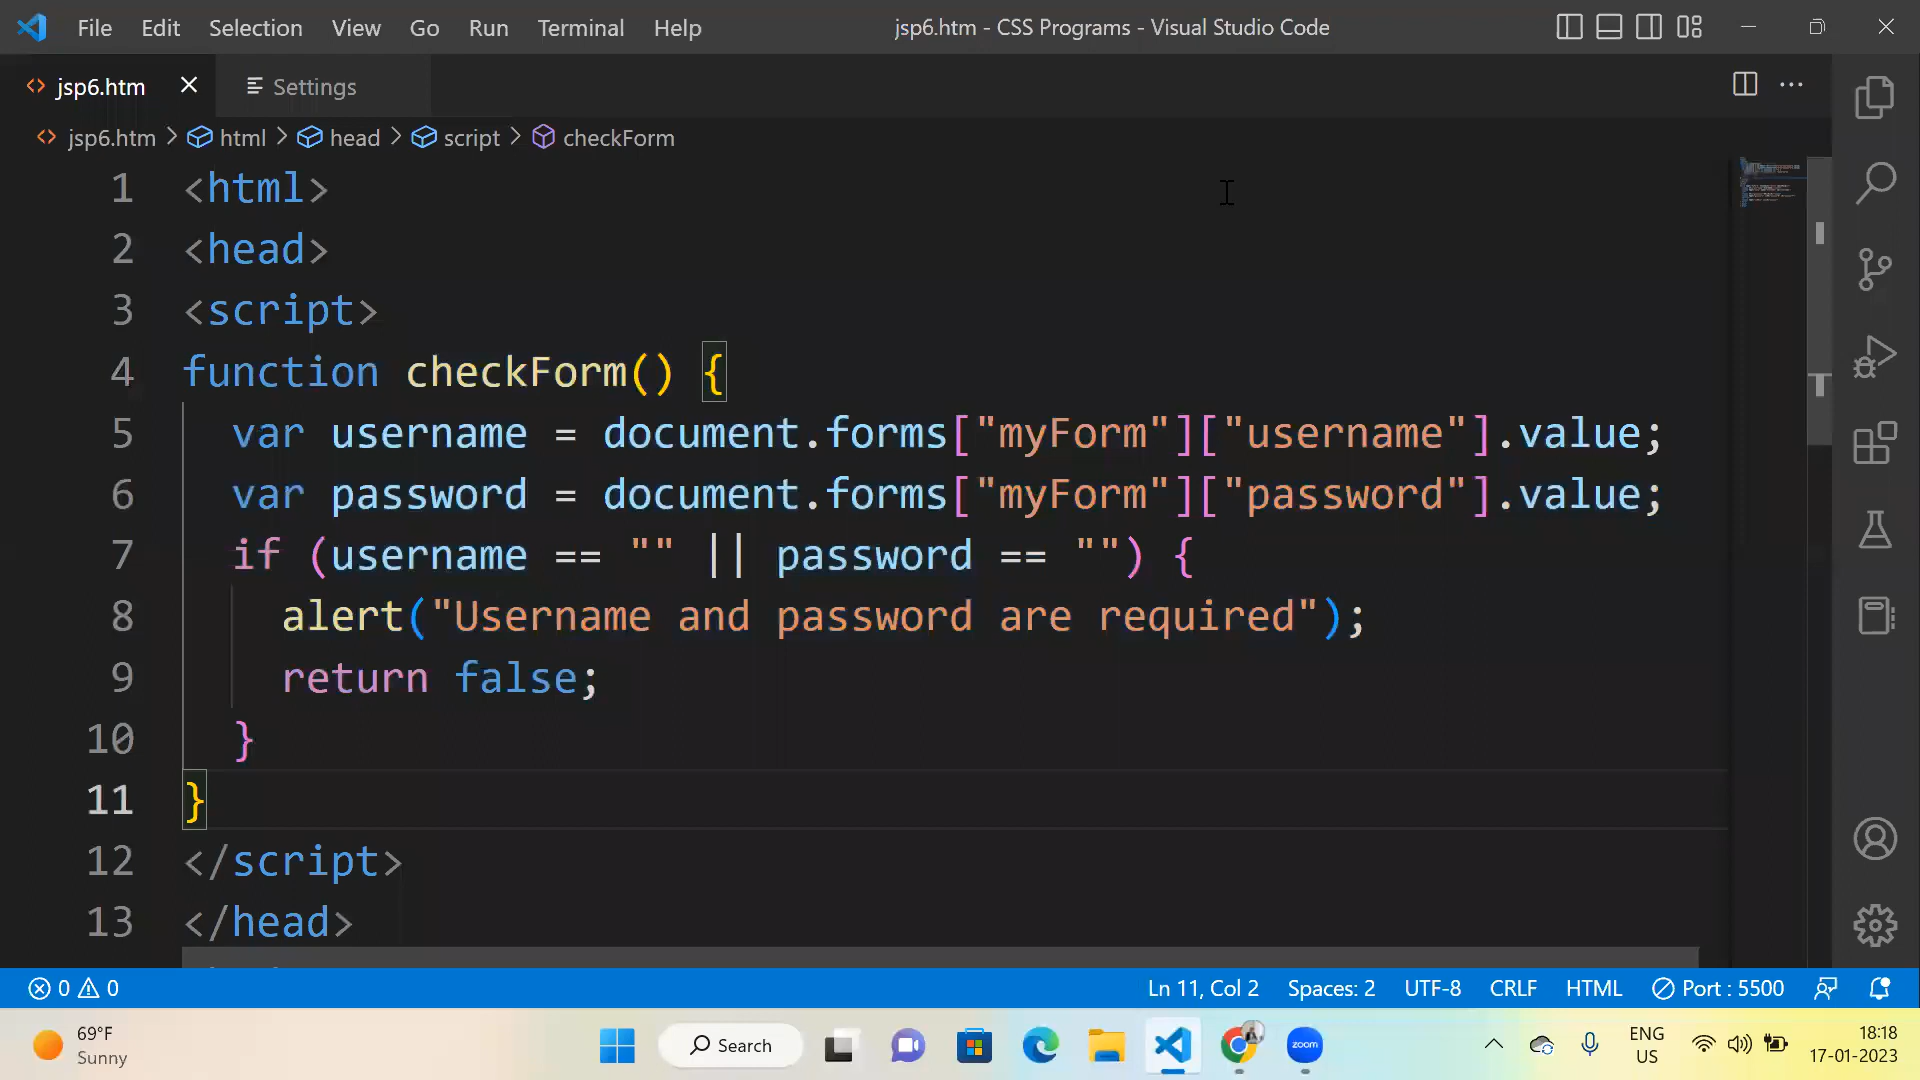 File Edit Selection View Go Run Terminal Help jsp6.htm - CSS Programs - Visual Studio Code
jsp6.htm Settings
jsp6.htm > html > head > script > checkForm
1 <html>
2 <head>
3 <script>
4 function checkForm() {
5 var username = document.forms["myForm"]["username"].value;
6 var password = document.forms["myForm"]["password"].value;
7 if (username == "" || password == "") {
8 alert("Username and password are required");
9 return false;
10 }
11 }
12 </script>
13 </head>
0 0 Ln 11, Col 2 Spaces: 2 UTF-8 CRLF HTML Port : 5500
69°F
Sunny
Search
zoom
ENG
US
18:18
17-01-2023